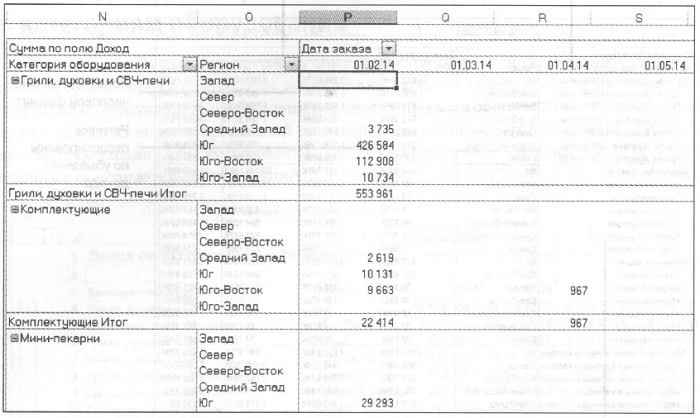 N O P Q R S
Сумма по полю Доход Дата заказа
Категория оборудования Регион 01.02.14 01.03.14 01.04.14 01.05.14
Грили, духовки и СВЧ-печи Запад
Север
Северо-Восток
Средний Запад 3 735
Юг 426 584
Юго-Восток 112 908
Юго-Запад 10 734
Грили, духовки и СВЧ-печи Итог 553 961
Комплектующие Запад
Север
Северо-Восток
Средний Запад 2 619
Юг 10 131
Юго-Восток 9 663 967
Юго-Запад
Комплектующие Итог 22 414 967
Мини-пекарни Запад
Север
Северо-Восток
Средний Запад
Юг 29 293